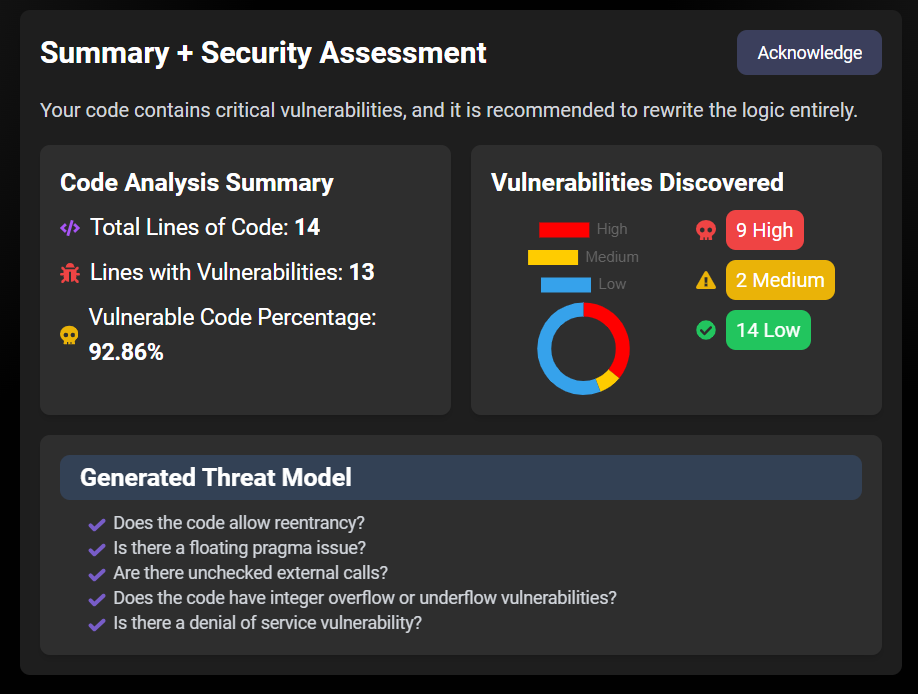 Summary + Security Assessment
Acknowledge
Your code contains critical vulnerabilities, and it is recommended to rewrite the logic entirely.
Code Analysis Summary
Total Lines of Code: 14
Lines with Vulnerabilities: 13
Vulnerable Code Percentage:
92.86%
Vulnerabilities Discovered
High
Medium
Low
9 High
2 Medium
14 Low
Generated Threat Model
Does the code allow reentrancy?
Is there a floating pragma issue?
Are there unchecked external calls?
Does the code have integer overflow or underflow vulnerabilities?
Is there a denial of service vulnerability?